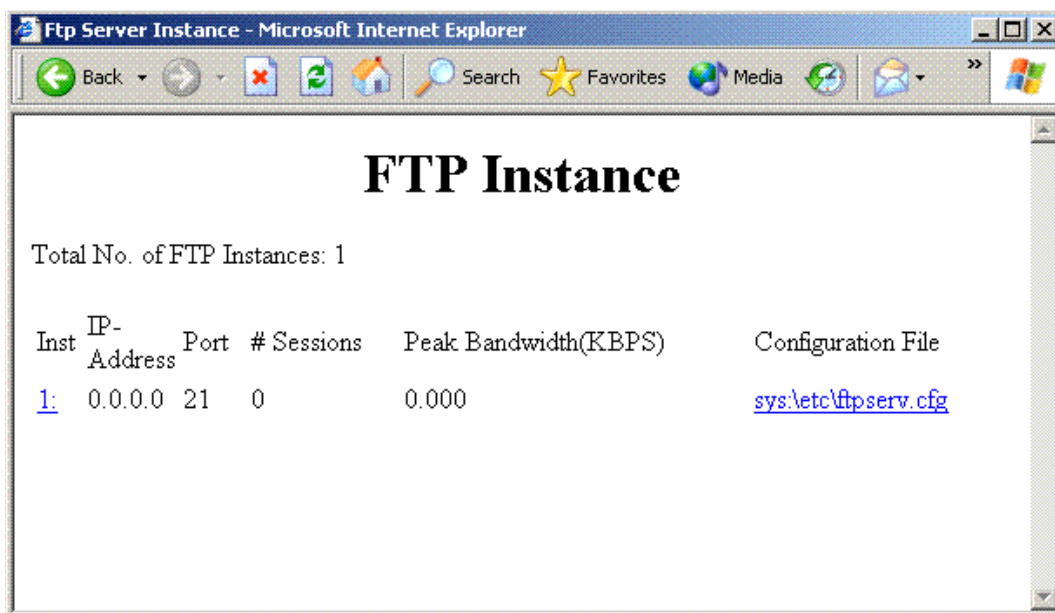 Ftp Server Instance - Microsoft Internet Explorer
Back Search Favorites Media »
FTP Instance
Total No. of FTP Instances: 1
Inst IP-Address Port # Sessions Peak Bandwidth(KBPS) Configuration File
1: 0.0.0.0 21 0 0.000 sys:\etc\ftpserv.cfg